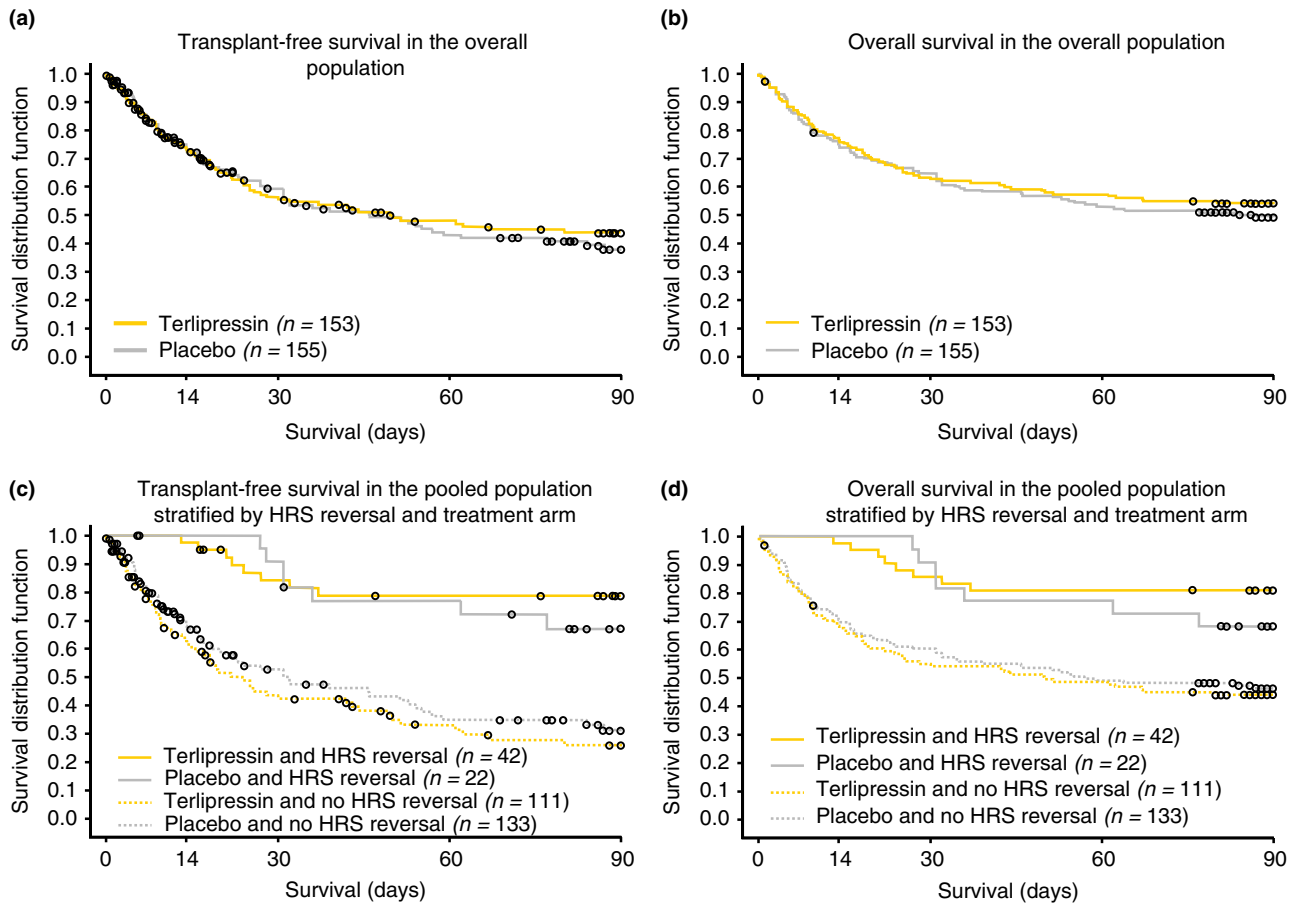 (a)
Transplant-free survival in the overall
population
Survival distribution function
1.0
0.9
0.8
0.7
0.6
0.5
0.4
0.3
0.2
0.1
0.0
Terlipressin (n = 153)
Placebo (n = 155)
0 14 30 60 90
Survival (days)
(b)
Overall survival in the overall population
Survival distribution function
1.0
0.9
0.8
0.7
0.6
0.5
0.4
0.3
0.2
0.1
0.0
Terlipressin (n = 153)
Placebo (n = 155)
0 14 30 60 90
Survival (days)
(c)
Transplant-free survival in the pooled population
stratified by HRS reversal and treatment arm
Survival distribution function
1.0
0.9
0.8
0.7
0.6
0.5
0.4
0.3
0.2
0.1
0.0
Terlipressin and HRS reversal (n = 42)
Placebo and HRS reversal (n = 22)
Terlipressin and no HRS reversal (n = 111)
Placebo and no HRS reversal (n = 133)
0 14 30 60 90
Survival (days)
(d)
Overall survival in the pooled population
stratified by HRS reversal and treatment arm
Survival distribution function
1.0
0.9
0.8
0.7
0.6
0.5
0.4
0.3
0.2
0.1
0.0
Terlipressin and HRS reversal (n = 42)
Placebo and HRS reversal (n = 22)
Terlipressin and no HRS reversal (n = 111)
Placebo and no HRS reversal (n = 133)
0 14 30 60 90
Survival (days)